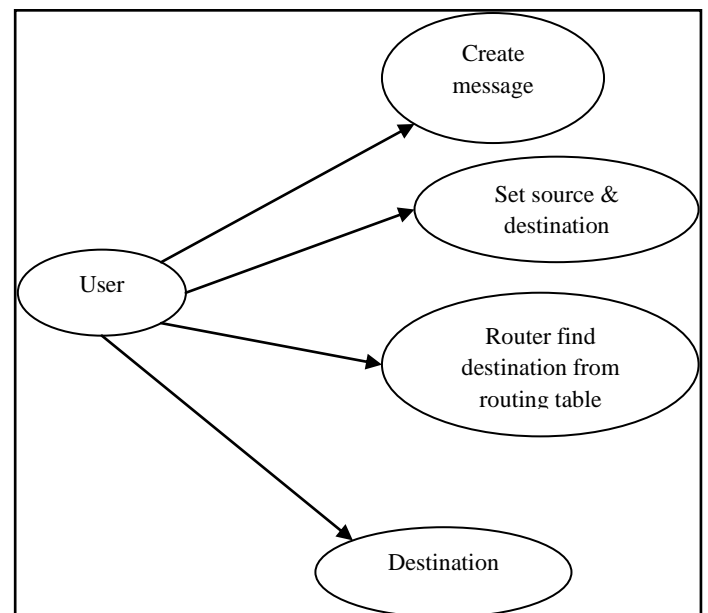 Create
message
Set source &
destination
User
Router find
destination from
routing table
Destination